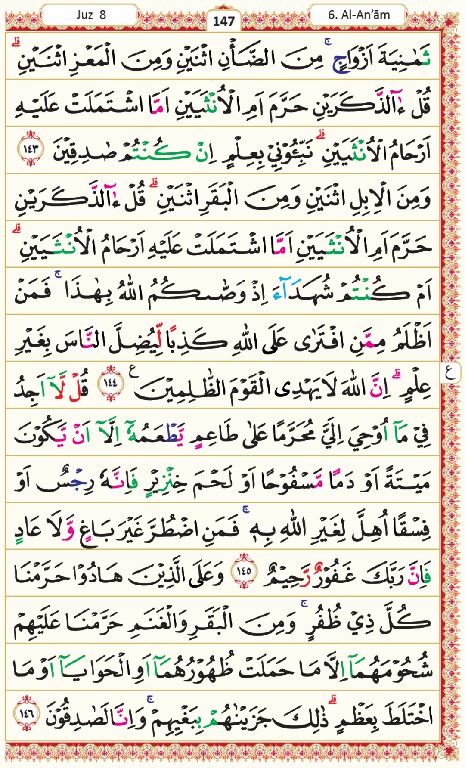 Juz 8
147
6. Al-An'ām
ثَمٰنِيَةَ اَزْوَاجٍ ۚ مِنَ الضَّأْنِ اثْنَيْنِ وَمِنَ الْمَعْزِ اثْنَيْنِ ؕ
قُلْ ءٰٓالذَّكَرَيْنِ حَرَّمَ اَمِ الْاُنْثَيَيْنِ اَمَّا اشْتَمَلَتْ عَلَيْهِ
اَرْحَامُ الْاُنْثَيَيْنِ ؕ نَبِّـُٔوْنِيْ بِعِلْمٍ اِنْ كُنْتُمْ صٰدِقِيْنَ ١٤٣
وَمِنَ الْاِبِلِ اثْنَيْنِ وَمِنَ الْبَقَرِ اثْنَيْنِ ؕ قُلْ ءٰٓالذَّكَرَيْنِ
حَرَّمَ اَمِ الْاُنْثَيَيْنِ اَمَّا اشْتَمَلَتْ عَلَيْهِ اَرْحَامُ الْاُنْثَيَيْنِ ؕ
اَمْ كُنْتُمْ شُهَدَآءَ اِذْ وَصّٰىكُمُ اللّٰهُ بِهٰذَا ۚ فَمَنْ
اَظْلَمُ مِمَّنِ افْتَرٰى عَلَى اللّٰهِ كَذِبًا لِّيُضِلَّ النَّاسَ بِغَيْرِ
عِلْمٍ ؕ اِنَّ اللّٰهَ لَا يَهْدِى الْقَوْمَ الظّٰلِمِيْنَ ع ١٤٤ قُلْ لَّآ اَجِدُ
ع
فِيْ مَآ اُوْحِيَ اِلَيَّ مُحَرَّمًا عَلٰى طَاعِمٍ يَّطْعَمُهٗٓ اِلَّآ اَنْ يَّكُوْنَ
مَيْتَةً اَوْ دَمًا مَّسْفُوْحًا اَوْ لَحْمَ خِنْزِيْرٍ فَاِنَّهٗ رِجْسٌ اَوْ
فِسْقًا اُهِلَّ لِغَيْرِ اللّٰهِ بِهٖ ۚ فَمَنِ اضْطُرَّ غَيْرَ بَاغٍ وَّلَا عَادٍ
فَاِنَّ رَبَّكَ غَفُوْرٌ رَّحِيْمٌ ١٤٥ وَعَلَى الَّذِيْنَ هَادُوْا حَرَّمْنَا
كُلَّ ذِيْ ظُفُرٍ ۚ وَمِنَ الْبَقَرِ وَالْغَنَمِ حَرَّمْنَا عَلَيْهِمْ
شُحُوْمَهُمَآ اِلَّا مَا حَمَلَتْ ظُهُوْرُهُمَآ اَوِ الْحَوَايَآ اَوْ مَا
اخْتَلَطَ بِعَظْمٍ ؕ ذٰلِكَ جَزَيْنٰهُمْ بِبَغْيِهِمْ ۚ وَاِنَّا لَصٰدِقُوْنَ ١٤٦